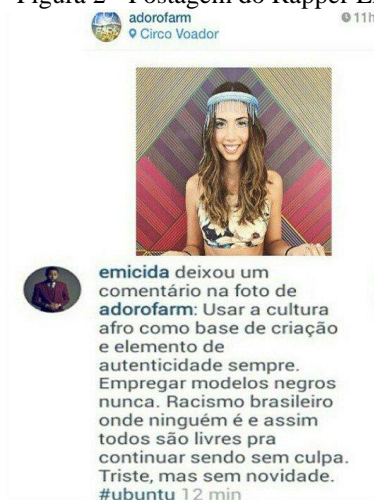 Figura 2 - Postagem do Rapper E
adorofarm
11h
Circo Voador
emicida deixou um
comentário na foto de
adorofarm: Usar a cultura
afro como base de criação
e elemento de
autenticidade sempre.
Empregar modelos negros
nunca. Racismo brasileiro
onde ninguém é e assim
todos são livres pra
continuar sendo sem culpa.
Triste, mas sem novidade.
#ubuntu 12 min